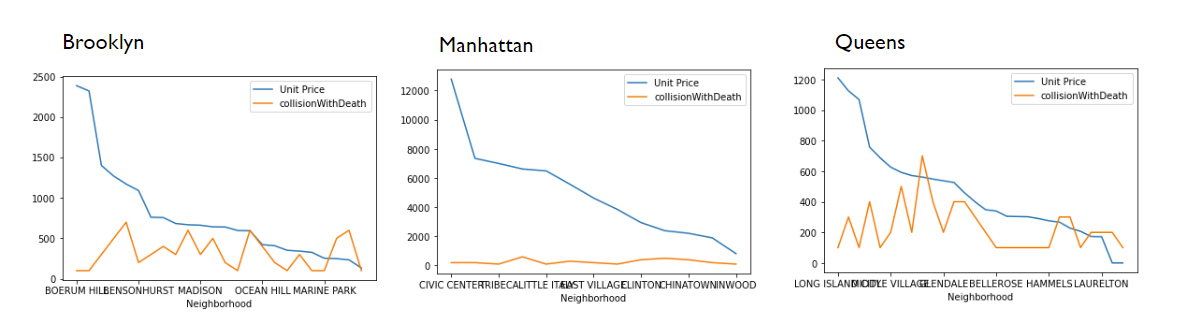 Brooklyn
2500
2000
1500
1000
500
0
Unit Price
collisionWithDeath
BOERUM HILL
BENSONHURST
MADISON
OCEAN HILL
MARINE PARK
Neighborhood
Manhattan
12000
10000
8000
6000
4000
2000
0
Unit Price
collisionWithDeath
CIVIC CENTER
TRIBECA
LITTLE ITALY
EAST VILLAGE
CLINTON
CHINATOWN
INWOOD
Neighborhood
Queens
1200
1000
800
600
400
200
0
Unit Price
collisionWithDeath
LONG ISLAND CITY
MIDDLE VILLAGE
GLENDALE
BELLEROSE
HAMMELS
LAURELTON
Neighborhood